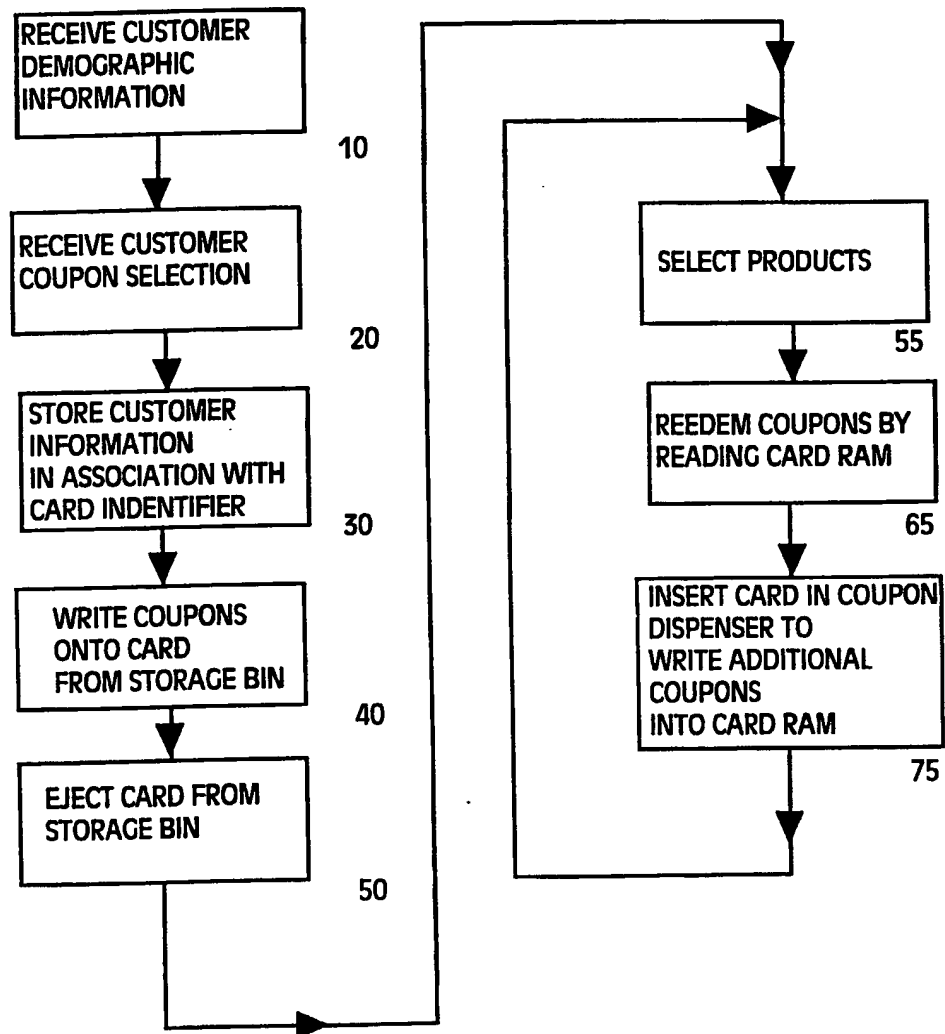 RECEIVE CUSTOMER
DEMOGRAPHIC
INFORMATION
10
RECEIVE CUSTOMER
COUPON SELECTION
20
STORE CUSTOMER
INFORMATION
IN ASSOCIATION WITH
CARD INDENTIFIER
30
WRITE COUPONS
ONTO CARD
FROM STORAGE BIN
40
EJECT CARD FROM
STORAGE BIN
50
SELECT PRODUCTS
55
REEDEM COUPONS BY
READING CARD RAM
65
INSERT CARD IN COUPON
DISPENSER TO
WRITE ADDITIONAL
COUPONS
INTO CARD RAM
75